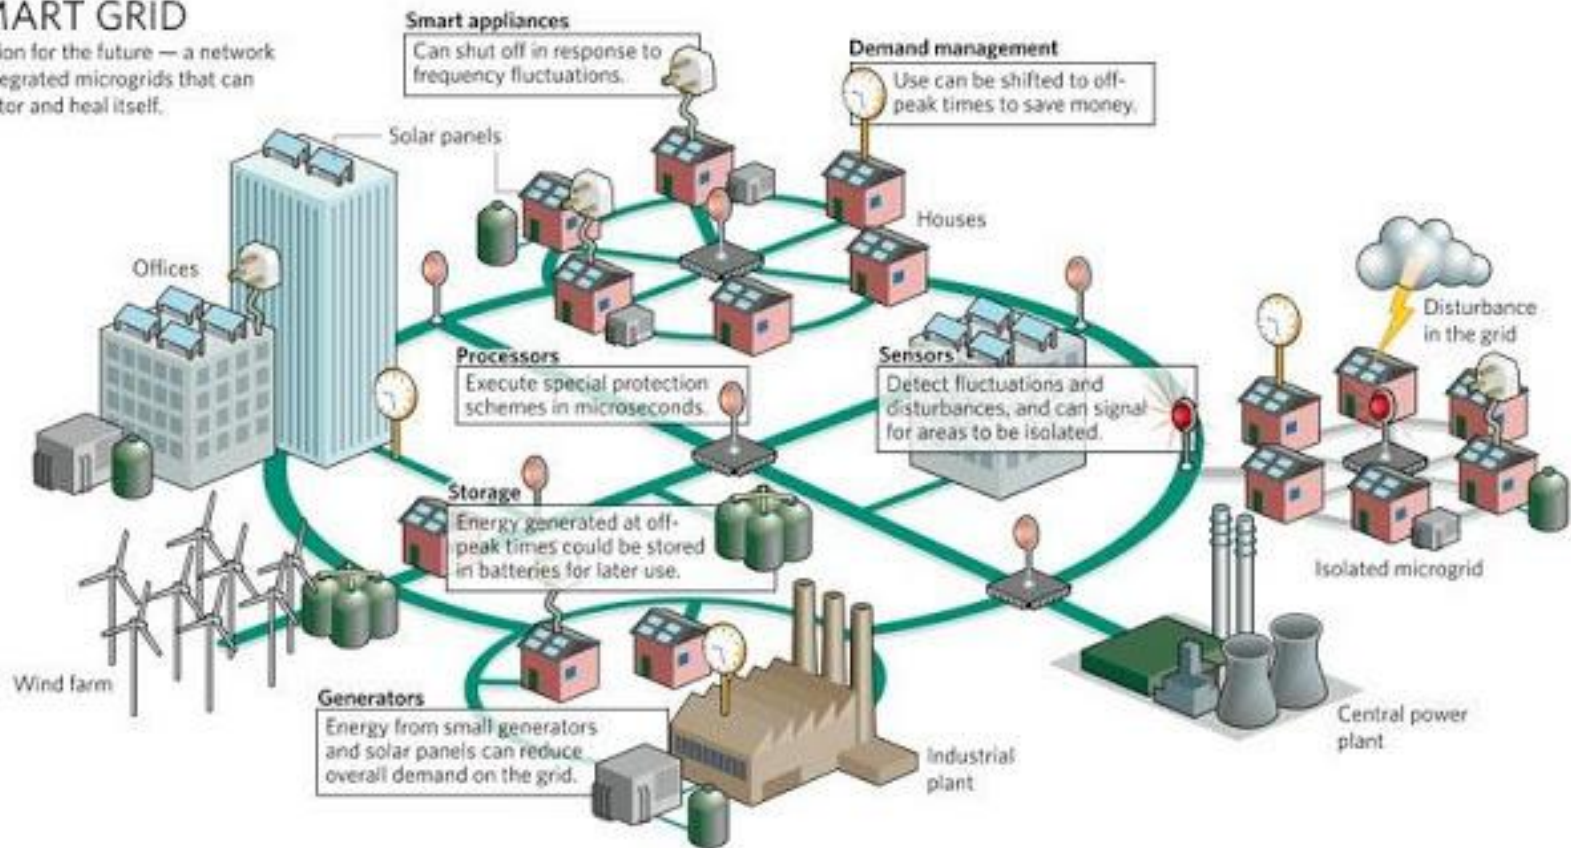 MART GRID
ion for the future — a network
egrated microgrids that can
tor and heal itself.
Smart appliances
Can shut off in response to
frequency fluctuations.
Demand management
Use can be shifted to off-
peak times to save money.
Solar panels
Houses
Offices
Disturbance
in the grid
Processors
Execute special protection
schemes in microseconds.
Sensors
Detect fluctuations and
disturbances, and can signal
for areas to be isolated.
Storage
Energy generated at off-
peak times could be stored
in batteries for later use.
Isolated microgrid
Wind farm
Generators
Energy from small generators
and solar panels can reduce
overall demand on the grid.
Industrial
plant
Central power
plant